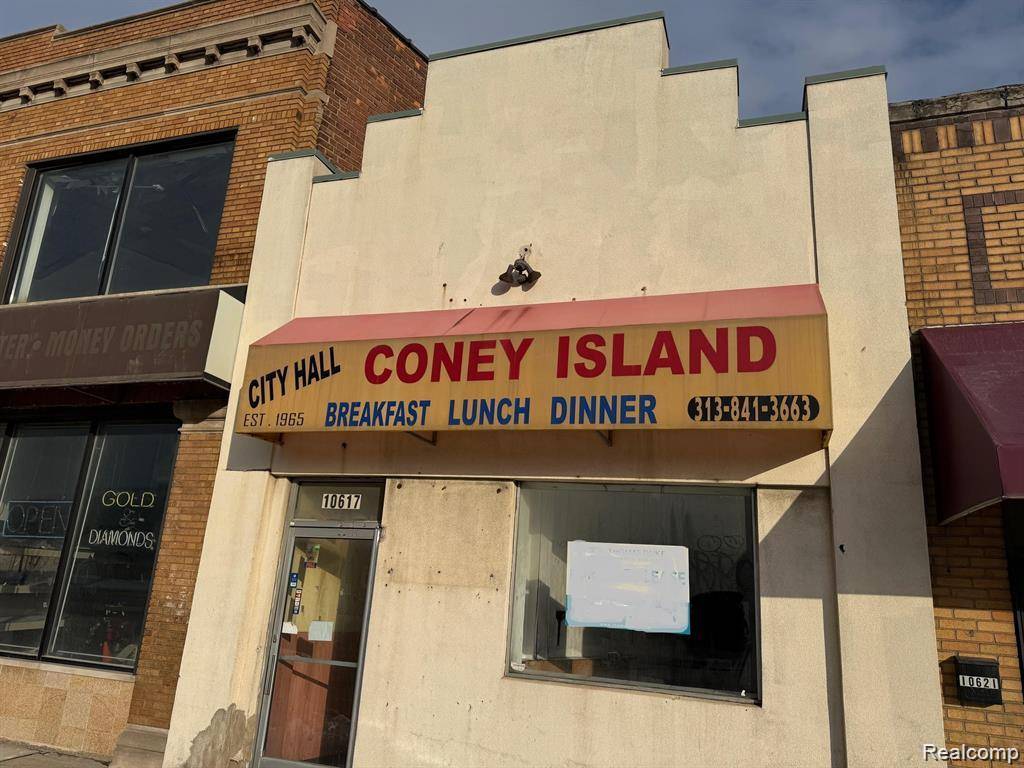 MONEY ORDERS
CITY HALL
CONEY ISLAND
EST. 1965
BREAKFAST LUNCH DINNER
313-841-3663
10617
OPEN
GOLD
&
DIAMONDS
10621
Realcomp